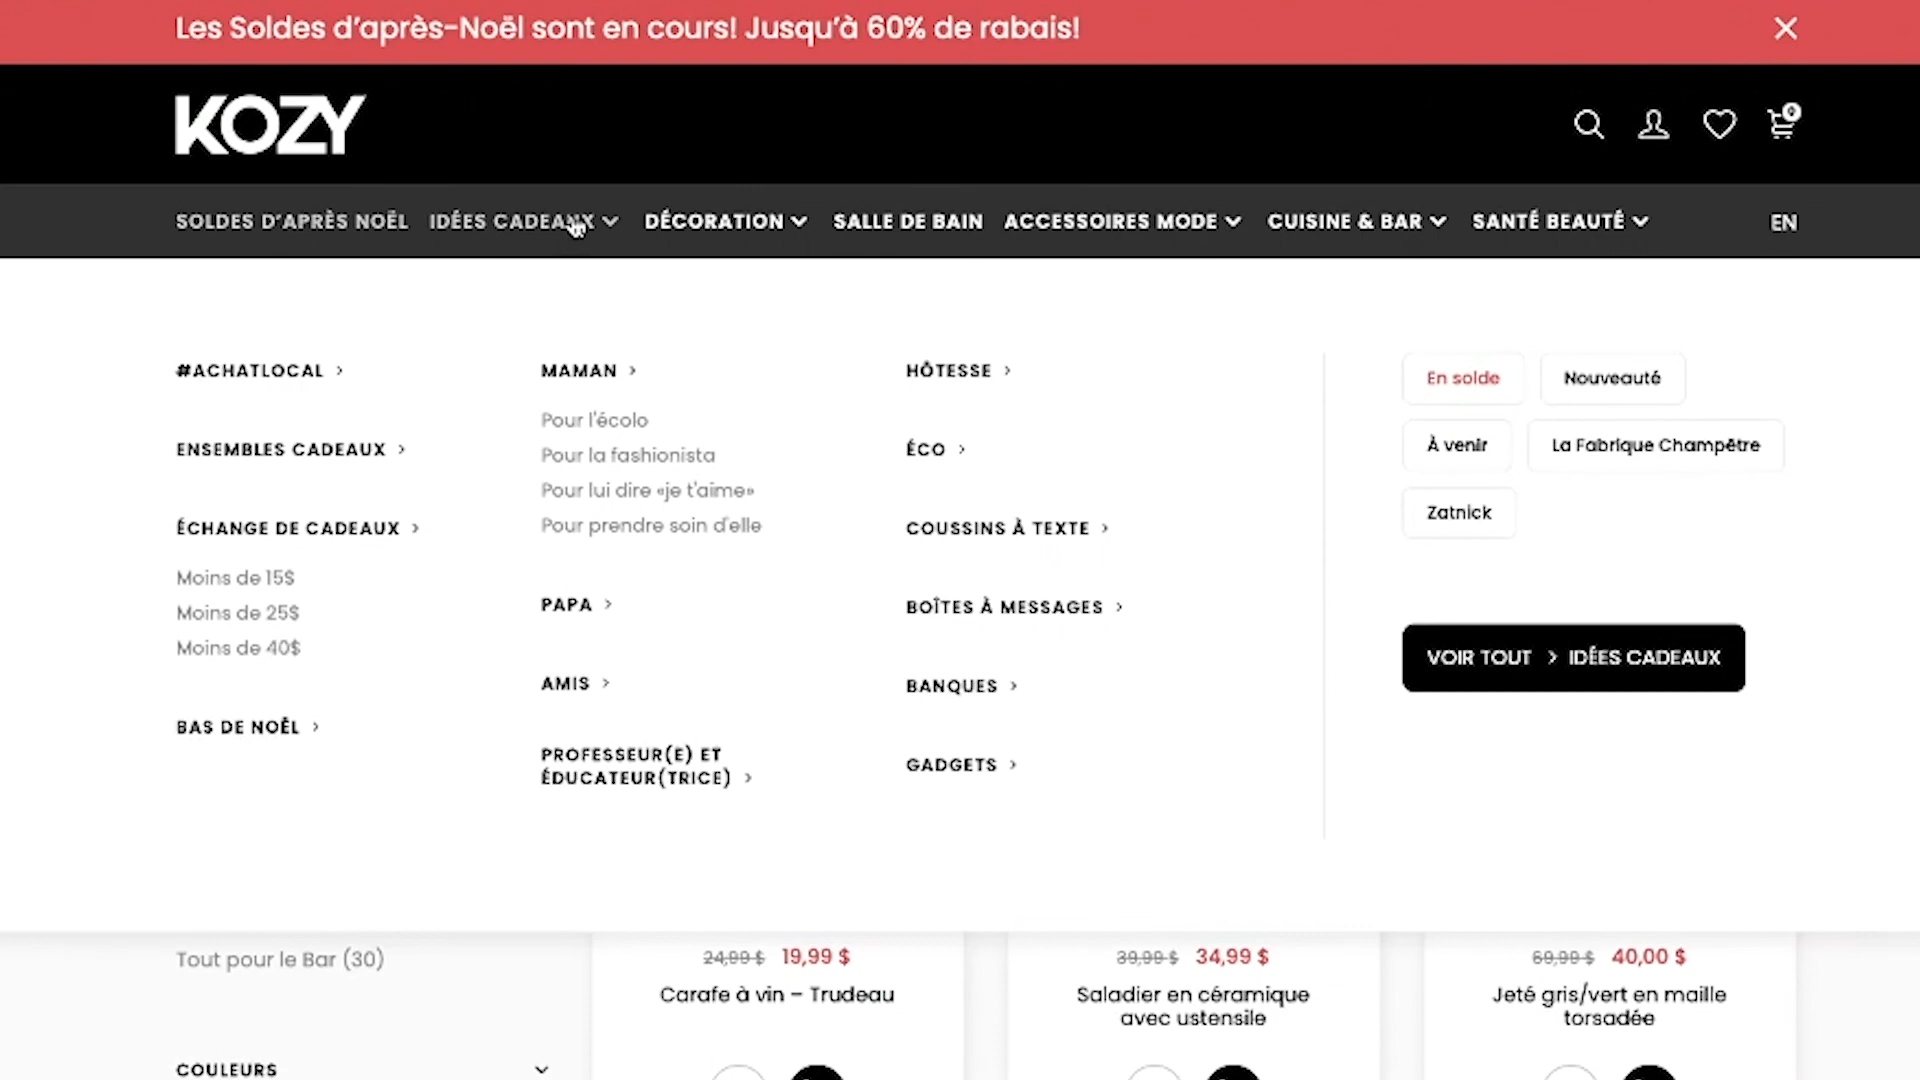 Les Soldes d’après-Noël sont en cours! Jusqu’à 60% de rabais!
KOZY
0
SOLDES D’APRÈS NOËL IDÉES CADEAUX DÉCORATION SALLE DE BAIN ACCESSOIRES MODE CUISINE & BAR SANTÉ BEAUTÉ EN
#ACHATLOCAL
ENSEMBLES CADEAUX
ÉCHANGE DE CADEAUX
Moins de 15$
Moins de 25$
Moins de 40$
BAS DE NOËL
MAMAN
Pour l'écolo
Pour la fashionista
Pour lui dire «je t'aime»
Pour prendre soin d'elle
PAPA
AMIS
PROFESSEUR(E) ET
ÉDUCATEUR(TRICE)
HÔTESSE
ÉCO
COUSSINS À TEXTE
BOÎTES À MESSAGES
BANQUES
GADGETS
En solde Nouveauté
À venir La Fabrique Champêtre
Zatnick
VOIR TOUT > IDÉES CADEAUX
Tout pour le Bar (30)
COULEURS
24,99 $ 19,99 $
Carafe à vin – Trudeau
39,99 $ 34,99 $
Saladier en céramique
avec ustensile
69,99 $ 40,00 $
Jeté gris/vert en maille
torsadée